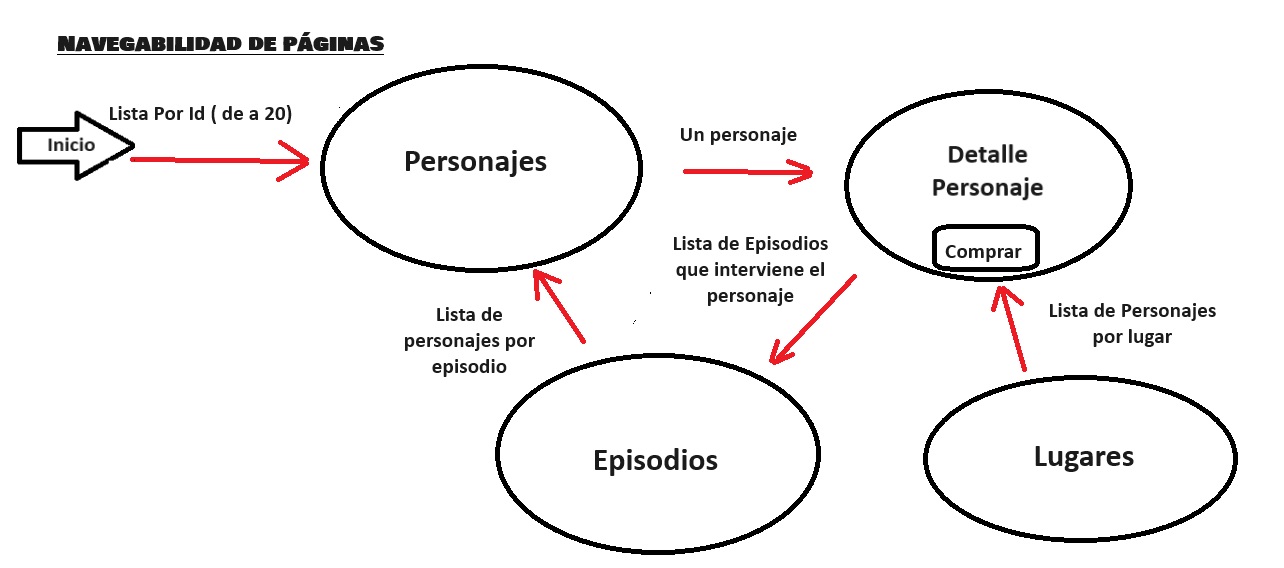 NAVEGABILIDAD DE PÁGINAS
Lista Por Id ( de a 20)
Inicio
Personajes
Un personaje
Detalle
Personaje
Comprar
Lista de Episodios
que interviene el
personaje
Lista de
personajes por
episodio
Lista de Personajes
por lugar
Episodios
Lugares